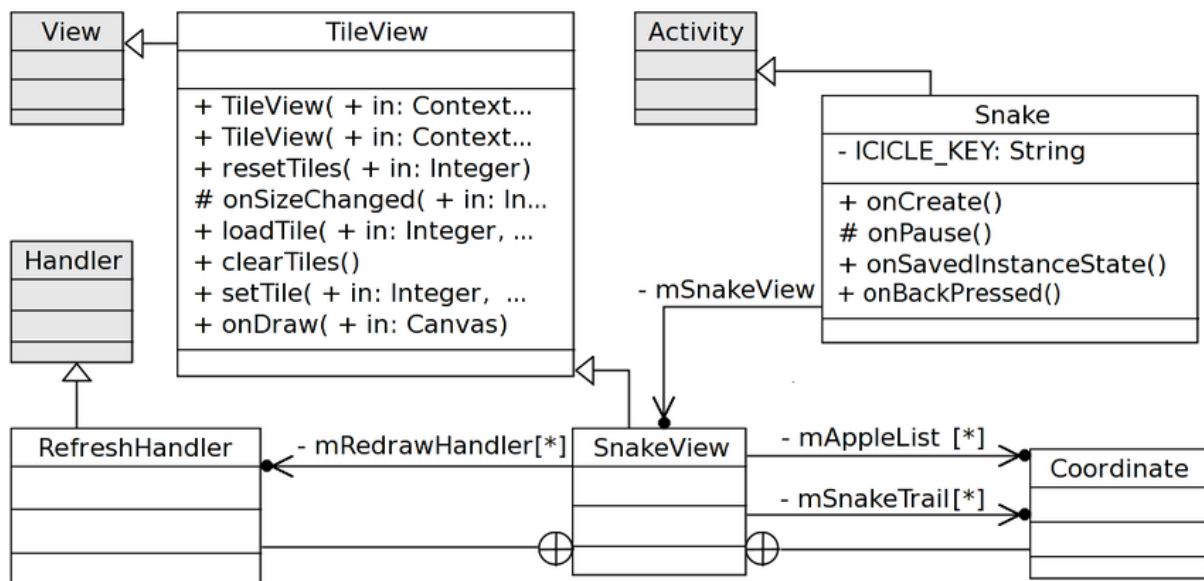 View
TileView
+ TileView( + in: Context...
+ TileView( + in: Context...
+ resetTiles( + in: Integer)
# onSizeChanged( + in: In...
+ loadTile( + in: Integer, ...
+ clearTiles()
+ setTile( + in: Integer, ...
+ onDraw( + in: Canvas)
Activity
Snake
- ICICLE_KEY: String
+ onCreate()
# onPause()
+ onSavedInstanceState()
+ onBackPressed()
Handler
- mSnakeView
RefreshHandler
- mRedrawHandler[*]
SnakeView
- mAppleList [*]
- mSnakeTrail[*]
Coordinate